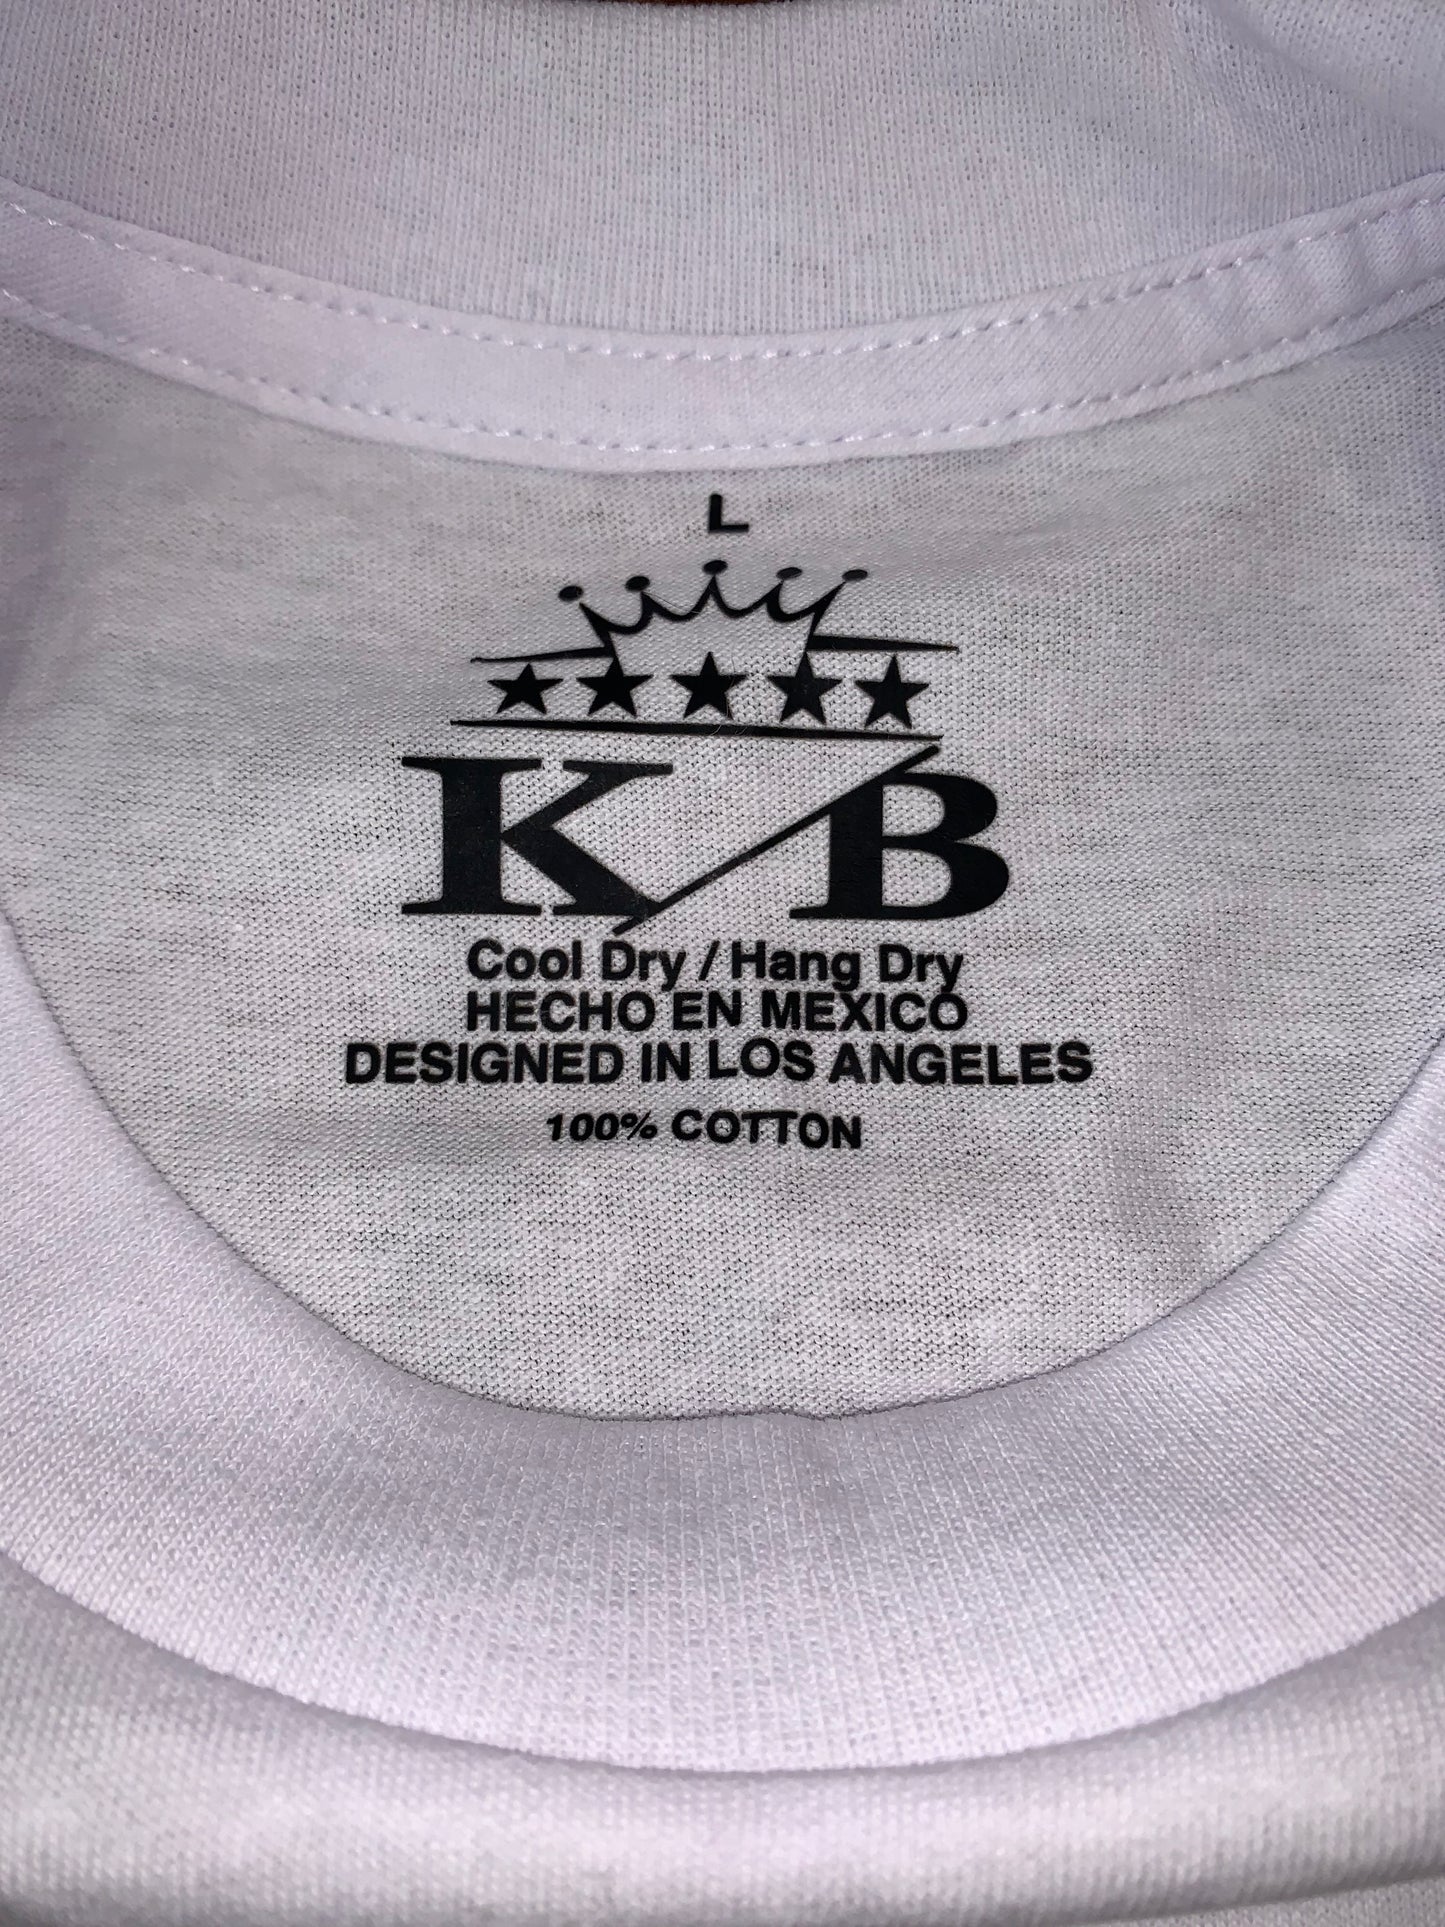 L
K/B
Cool Dry / Hang Dry
HECHO EN MEXICO
DESIGNED IN LOS ANGELES
100% COTTON